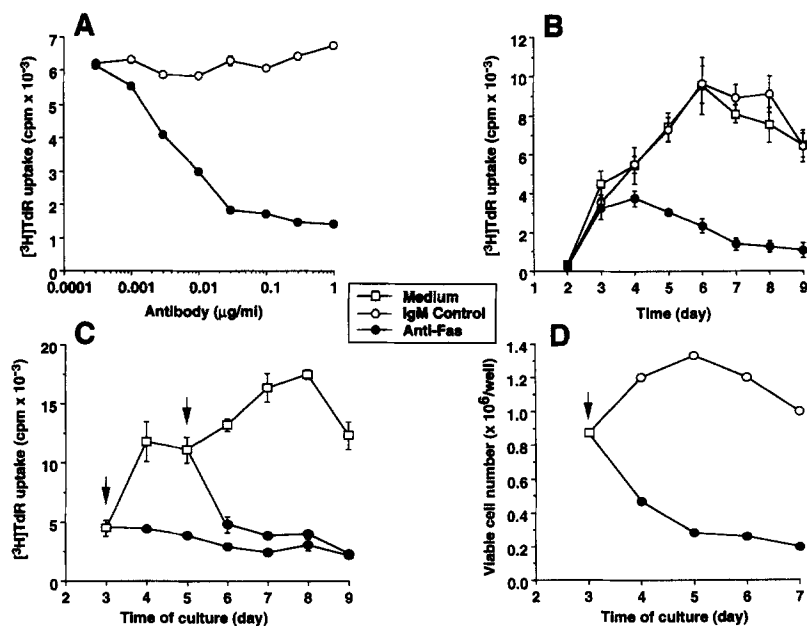 A
[³H]TdR uptake (cpm x 10⁻³)
7
6
5
4
3
2
1
0
0.0001 0.001 0.01 0.1 1
Antibody (μg/ml)
B
[³H]TdR uptake (cpm x 10⁻³)
12
10
8
6
4
2
0
1 2 3 4 5 6 7 8 9
Time (day)
Medium
IgM Control
Anti-Fas
C
[³H]TdR uptake (cpm x 10⁻³)
20
15
10
5
0
2 3 4 5 6 7 8 9
Time of culture (day)
D
Viable cell number (x 10⁶/well)
1.4
1.2
1.0
0.8
0.6
0.4
0.2
0.0
2 3 4 5 6 7
Time of culture (day)